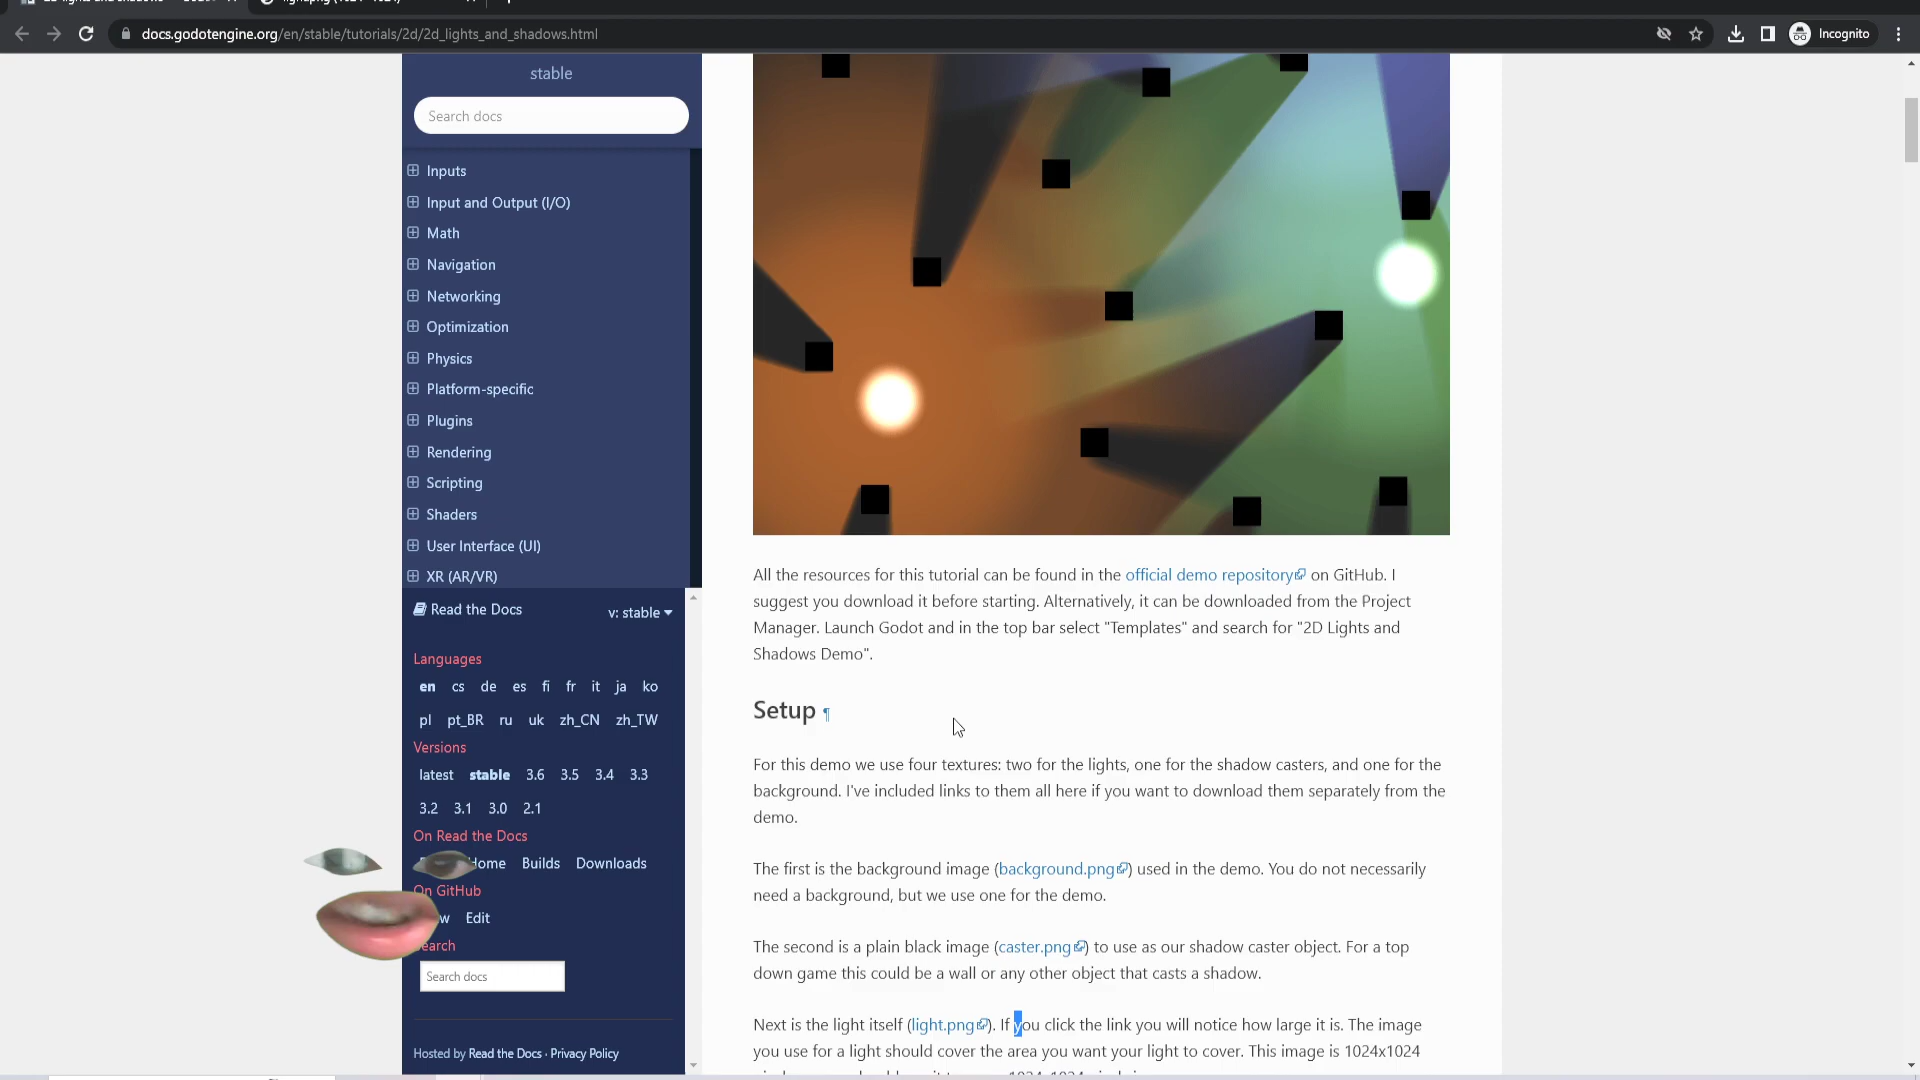 docs.godotengine.org/en/stable/tutorials/2d/2d_lights_and_shadows.html
Incognito
stable
Search docs
Inputs
Input and Output (I/O)
Math
Navigation
Networking
Optimization
Physics
Platform-specific
Plugins
Rendering
Scripting
Shaders
User Interface (UI)
XR (AR/VR)
Read the Docs
v: stable
Languages
en cs de es fi fr it ja ko
pl pt_BR ru uk zh_CN zh_TW
Versions
latest stable 3.6 3.5 3.4 3.3
3.2 3.1 3.0 2.1
On Read the Docs
Home Builds Downloads
On GitHub
Edit
Search docs
Hosted by Read the Docs · Privacy Policy
All the resources for this tutorial can be found in the official demo repository on GitHub. I
suggest you download it before starting. Alternatively, it can be downloaded from the Project
Manager. Launch Godot and in the top bar select "Templates" and search for "2D Lights and
Shadows Demo".
Setup ¶
For this demo we use four textures: two for the lights, one for the shadow casters, and one for the
background. I've included links to them all here if you want to download them separately from the
demo.
The first is the background image (background.png) used in the demo. You do not necessarily
need a background, but we use one for the demo.
The second is a plain black image (caster.png) to use as our shadow caster object. For a top
down game this could be a wall or any other object that casts a shadow.
Next is the light itself (light.png). If you click the link you will notice how large it is. The image
you use for a light should cover the area you want your light to cover. This image is 1024x1024